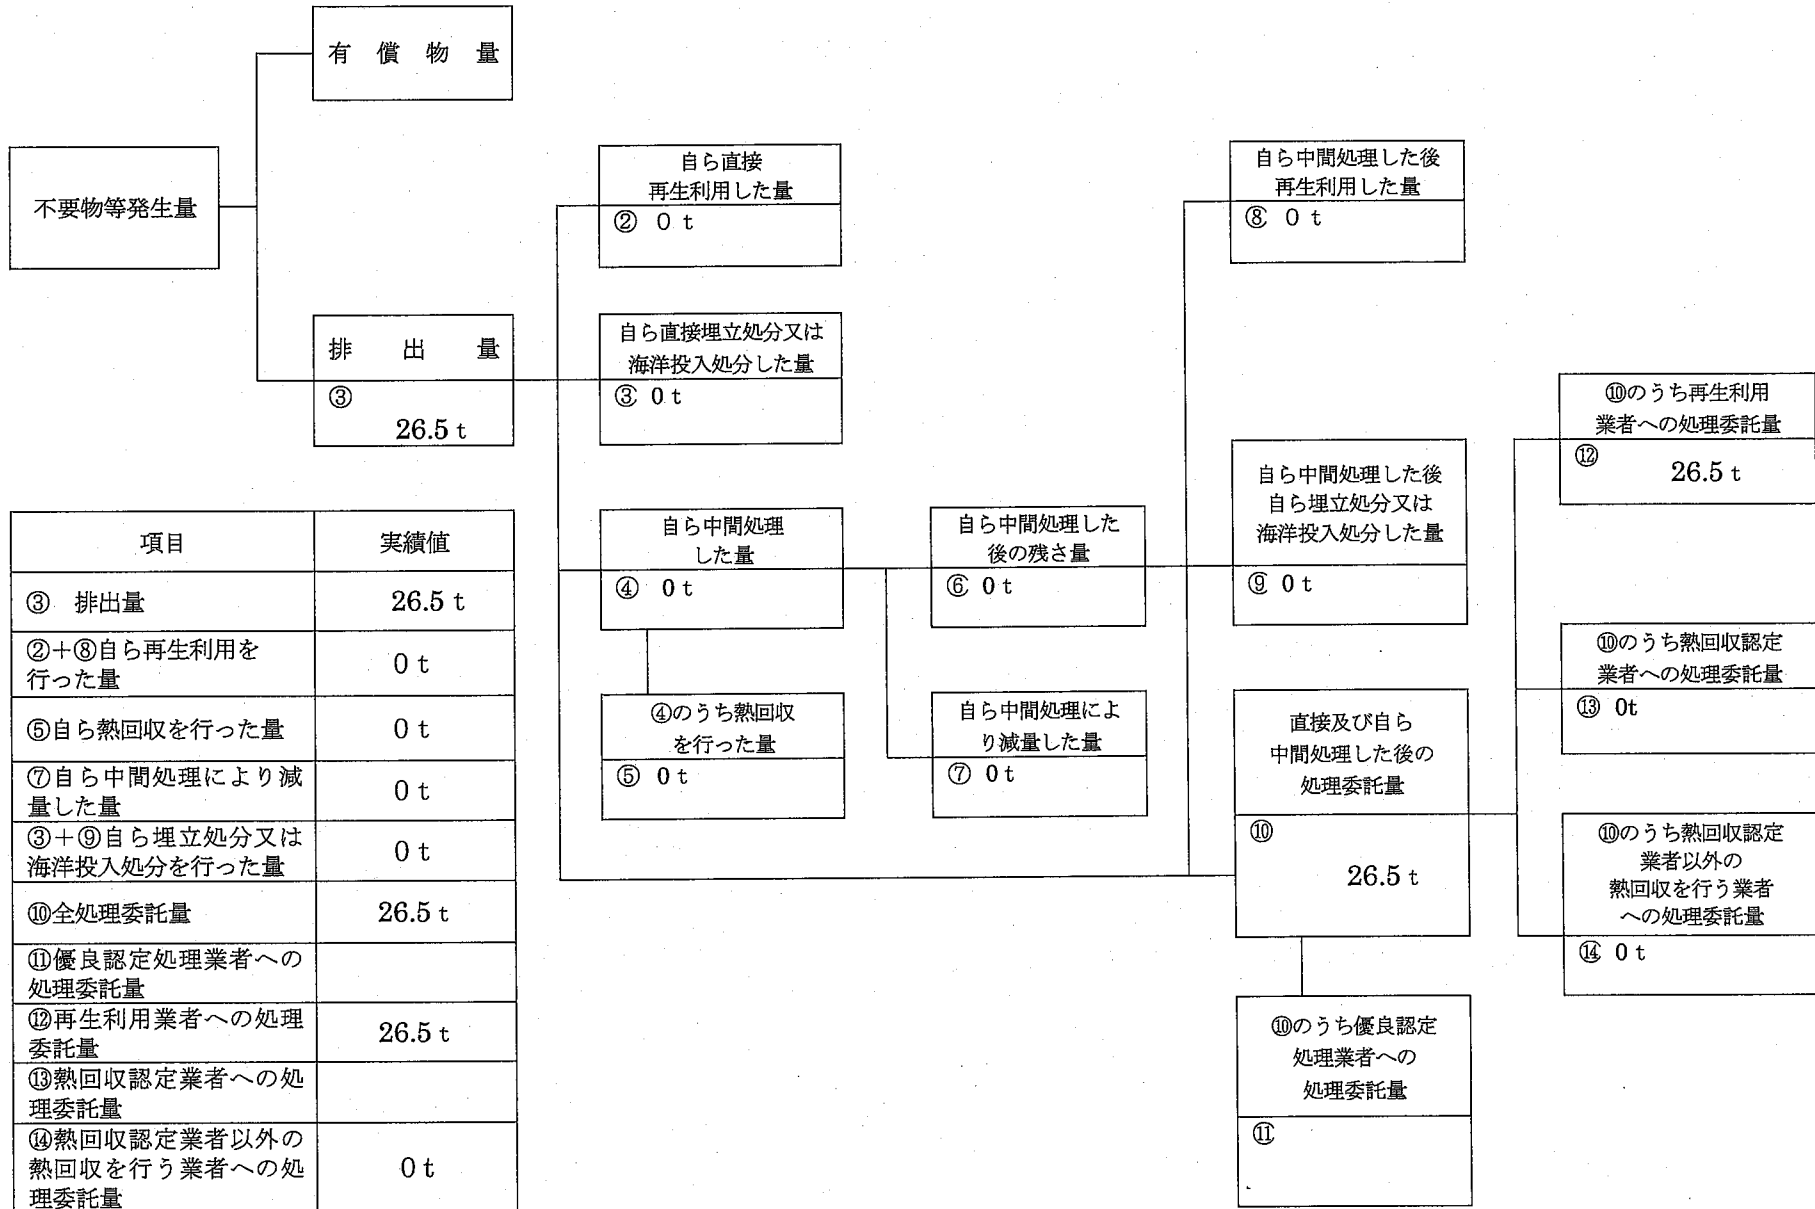 有償物量
不要物等発生量
排出量
③
26.5 t
自ら直接
再生利用した量
② 0 t
自ら直接埋立処分又は
海洋投入処分した量
③ 0 t
自ら中間処理
した量
④ 0 t
④のうち熱回収
を行った量
⑤ 0 t
自ら中間処理した
後の残さ量
⑥ 0 t
自ら中間処理によ
り減量した量
⑦ 0 t
自ら中間処理した後
再生利用した量
⑧ 0 t
自ら中間処理した後
自ら埋立処分又は
海洋投入処分した量
⑨ 0 t
直接及び自ら
中間処理した後の
処理委託量
⑩
26.5 t
⑩のうち優良認定
処理業者への
処理委託量
⑪
⑩のうち再生利用
業者への処理委託量
⑫ 26.5 t
⑩のうち熱回収認定
業者への処理委託量
⑬ 0t
⑩のうち熱回収認定
業者以外の
熱回収を行う業者
への処理委託量
⑭ 0 t
項目 実績値
③ 排出量 26.5 t
②+⑧自ら再生利用を
行った量 0 t
⑤自ら熱回収を行った量 0 t
⑦自ら中間処理により減
量した量 0 t
③+⑨自ら埋立処分又は
海洋投入処分を行った量 0 t
⑩全処理委託量 26.5 t
⑪優良認定処理業者への
処理委託量
⑫再生利用業者への処理
委託量 26.5 t
⑬熱回収認定業者への処
理委託量
⑭熱回収認定業者以外の
熱回収を行う業者への処
理委託量 0 t